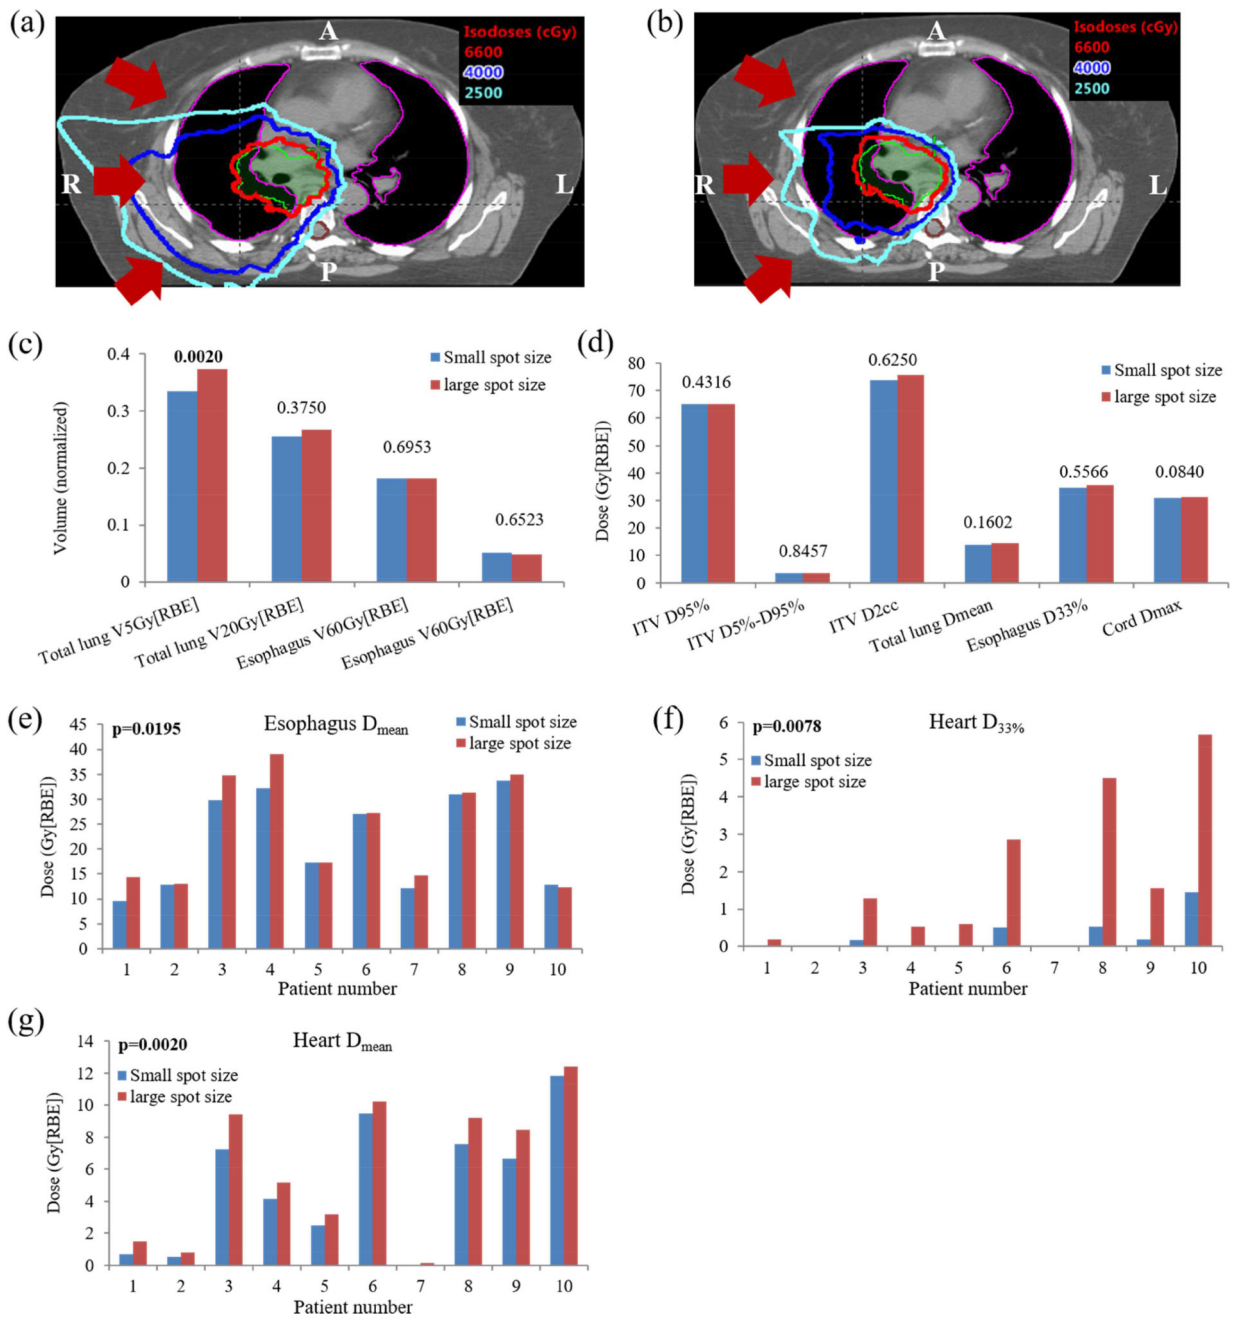 (a)
A
Isodoses (cGy)
6600
4000
2500
R
L
P
(b)
A
Isodoses (cGy)
6600
4000
2500
R
L
P
(c)
Small spot size
large spot size
Volume (normalized)
0.4
0.3
0.2
0.1
0
0.0020
0.3750
0.6953
0.6523
Total lung V5Gy[RBE]
Total lung V20Gy[RBE]
Esophagus V60Gy[RBE]
Esophagus V60Gy[RBE]
(d)
Small spot size
large spot size
Dose (Gy[RBE])
80
70
60
50
40
30
20
10
0
0.4316
0.8457
0.6250
0.1602
0.5566
0.0840
ITV D95%
ITV D5%-D95%
ITV D2cc
Total lung Dmean
Esophagus D33%
Cord Dmax
(e)
p=0.0195
Esophagus Dmean
Small spot size
large spot size
Dose (Gy[RBE])
45
40
35
30
25
20
15
10
5
0
1 2 3 4 5 6 7 8 9 10
Patient number
(f)
p=0.0078
Heart D33%
Small spot size
large spot size
Dose (Gy[RBE])
6
5
4
3
2
1
0
1 2 3 4 5 6 7 8 9 10
Patient number
(g)
p=0.0020
Heart Dmean
Small spot size
large spot size
Dose (Gy[RBE])
14
12
10
8
6
4
2
0
1 2 3 4 5 6 7 8 9 10
Patient number